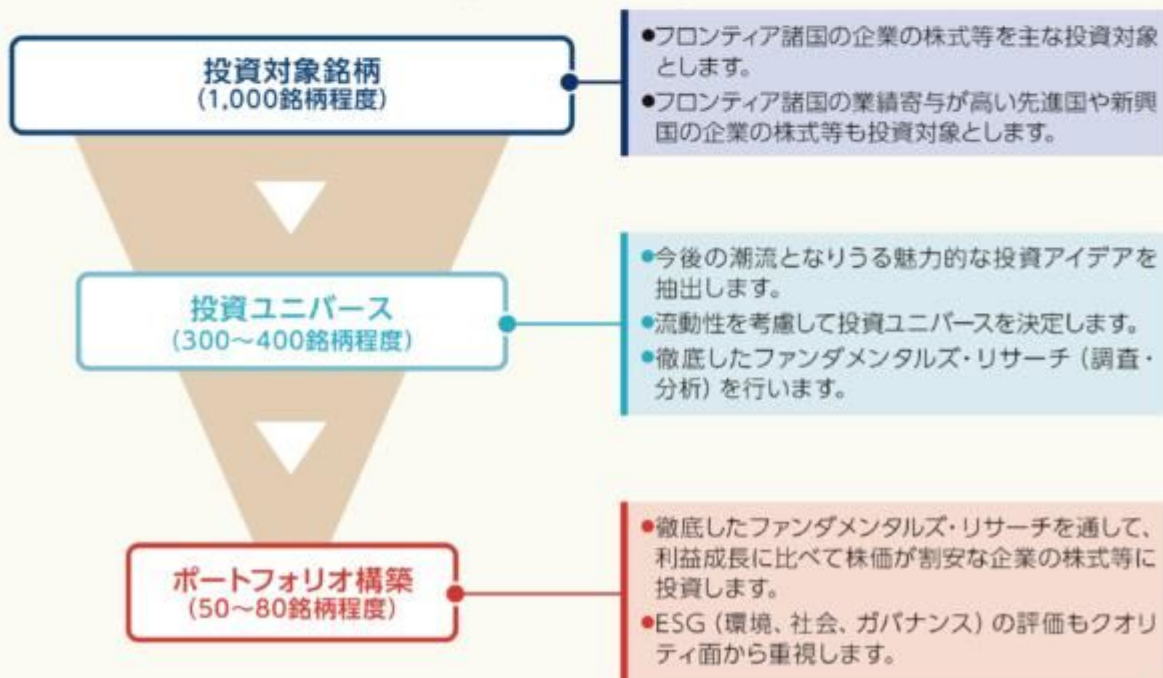 投資対象銘柄
(1,000銘柄程度)
●フロンティア諸国の企業の株式等を主な投資対象
とします。
●フロンティア諸国の業績寄与が高い先進国や新興
国の企業の株式等も投資対象とします。
投資ユニバース
(300～400銘柄程度)
●今後の潮流となりうる魅力的な投資アイデアを
抽出します。
●流動性を考慮して投資ユニバースを決定します。
●徹底したファンダメンタルズ・リサーチ（調査・
分析）を行います。
ポートフォリオ構築
(50～80銘柄程度)
●徹底したファンダメンタルズ・リサーチを通して、
利益成長に比べて株価が割安な企業の株式等に
投資します。
●ESG（環境、社会、ガバナンス）の評価もクオリ
ティ面から重視します。